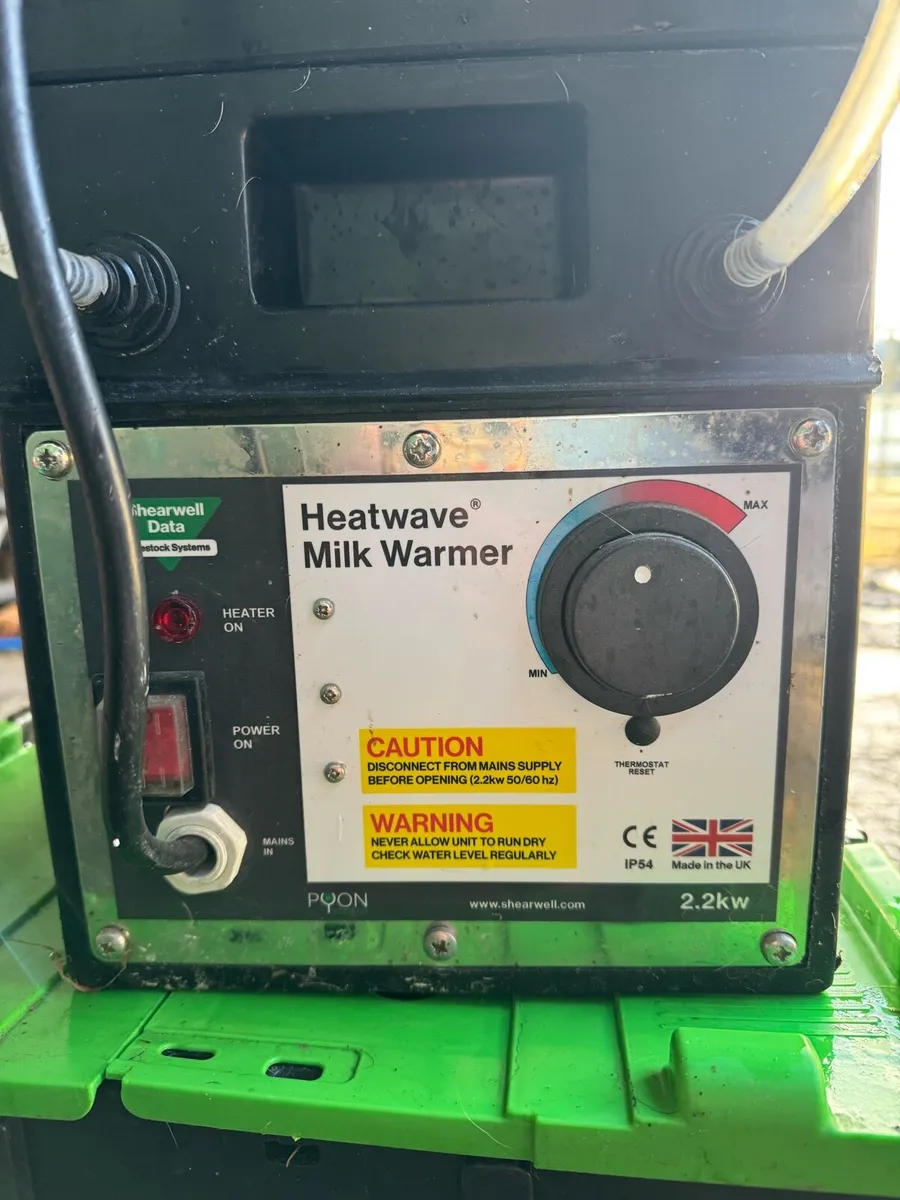 Shearwell
Data
estock Systems
Heatwave®
Milk Warmer
MAX
MIN
HEATER
ON
POWER
ON
MAINS
IN
THERMOSTAT
RESET
CAUTION
DISCONNECT FROM MAINS SUPPLY
BEFORE OPENING (2.2kw 50/60 hz)
WARNING
NEVER ALLOW UNIT TO RUN DRY
CHECK WATER LEVEL REGULARLY
CE
IP54
Made in the UK
PYON
www.shearwell.com
2.2kw